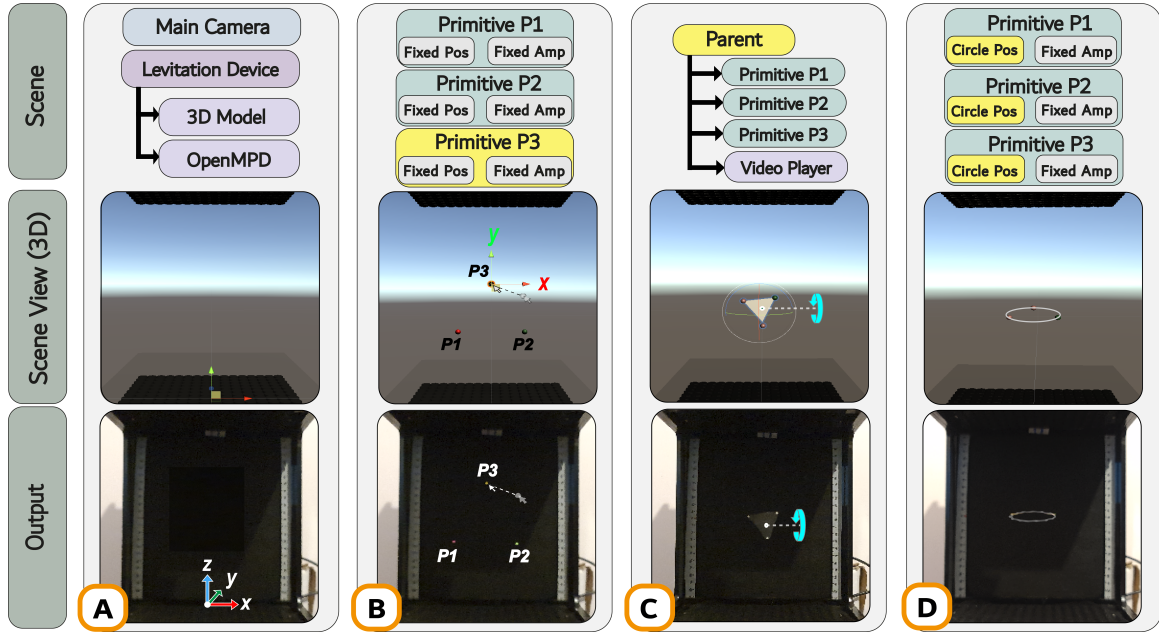 Scene
Main Camera
Levitation Device
3D Model
OpenMPD
Primitive P1
Fixed Pos
Fixed Amp
Primitive P2
Fixed Pos
Fixed Amp
Primitive P3
Fixed Pos
Fixed Amp
Parent
Primitive P1
Primitive P2
Primitive P3
Video Player
Primitive P1
Circle Pos
Fixed Amp
Primitive P2
Circle Pos
Fixed Amp
Primitive P3
Circle Pos
Fixed Amp
Scene View (3D)
y
P3
x
P1
P2
Output
z
y
x
P3
P1
P2
A
B
C
D